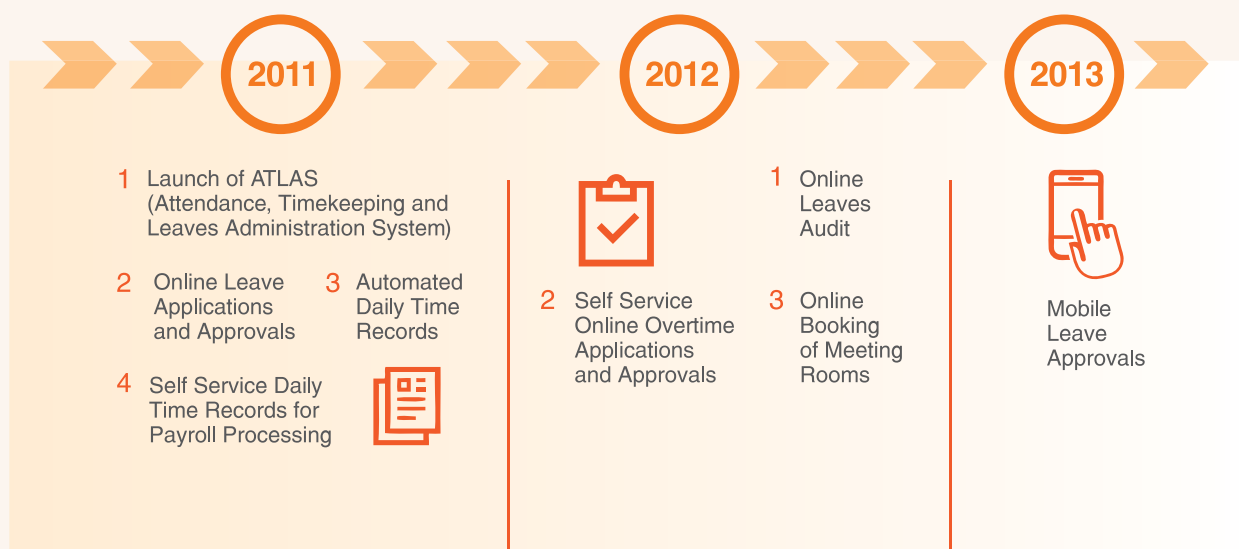 2011
1 Launch of ATLAS
(Attendance, Timekeeping and
Leaves Administration System)
2 Online Leave
Applications
and Approvals
3 Automated
Daily Time
Records
4 Self Service Daily
Time Records for
Payroll Processing
2012
1 Online
Leaves
Audit
2 Self Service
Online Overtime
Applications
and Approvals
3 Online
Booking
of Meeting
Rooms
2013
Mobile
Leave
Approvals